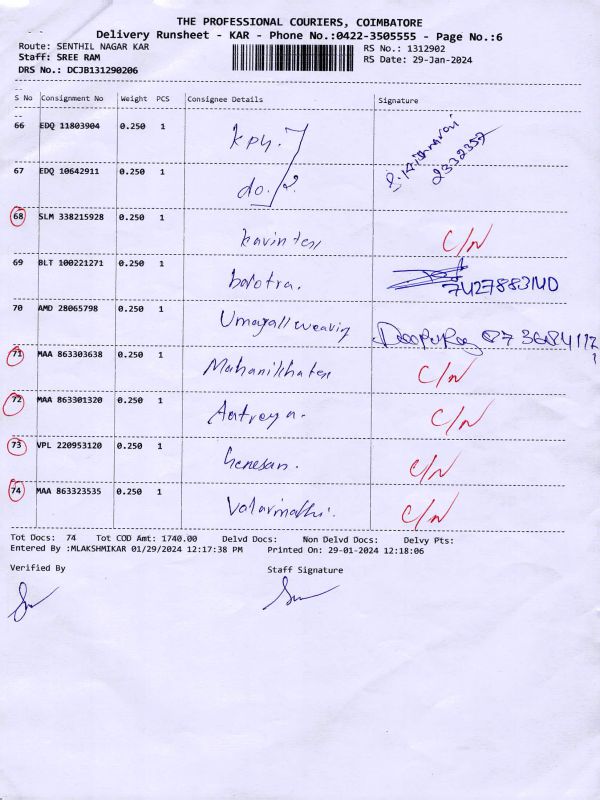 THE PROFESSIONAL COURIERS, COIMBATORE
Delivery Runsheet - KAR - Phone No.:0422-3505555 - Page No.:6
Route: SENTHIL NAGAR KAR RS No.: 1312902
Staff: SREE RAM RS Date: 29-Jan-2024
DRS No.: DCJB131290206
S No Consignment No Weight PCS Consignee Details Signature
66 EDQ 11803904 0.250 1 kpy.
67 EDQ 10642911 0.250 1 do. 2332357
68 SLM 338215928 0.250 1 kavin tex C/N
69 BLT 100221271 0.250 1 balotra.
70 AMD 28065798 0.250 1 Umagall weaving
71 MAA 863303638 0.250 1 C/N
72 MAA 863301320 0.250 1 Aatreya. C/N
73 VPL 220953120 0.250 1 Genesan. C/N
74 MAA 863323535 0.250 1 Valarmathi. C/N
Tot Docs: 74 Tot COD Amt: 1740.00 Delvd Docs: Non Delvd Docs: Delvy Pts:
Entered By :MLAKSHMIKAR 01/29/2024 12:17:38 PM Printed On: 29-01-2024 12:18:06
Verified By Staff Signature